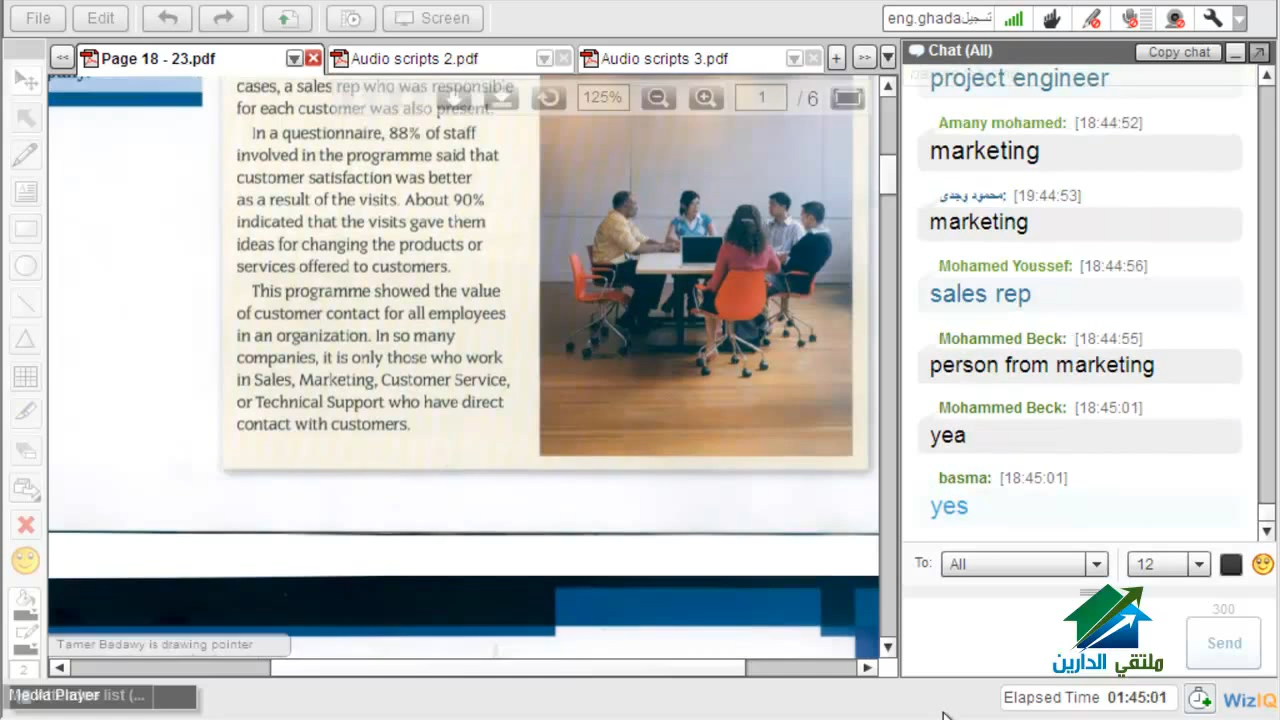 File
Edit
Screen
eng.ghadaتسجيل
Page 18 - 23.pdf
Audio scripts 2.pdf
Audio scripts 3.pdf
Chat (All)
Copy chat
125%
1
/ 6
cases, a sales rep who was responsible
for each customer was also present.
In a questionnaire, 88% of staff
involved in the programme said that
customer satisfaction was better
as a result of the visits. About 90%
indicated that the visits gave them
ideas for changing the products or
services offered to customers.
This programme showed the value
of customer contact for all employees
in an organization. In so many
companies, it is only those who work
in Sales, Marketing, Customer Service,
or Technical Support who have direct
contact with customers.
project engineer
Amany mohamed: [18:44:52]
marketing
محمود وجدى: [19:44:53]
marketing
Mohamed Youssef: [18:44:56]
sales rep
Mohammed Beck: [18:44:55]
person from marketing
Mohammed Beck: [18:45:01]
yea
basma: [18:45:01]
yes
To:
All
12
300
Send
ملتقي الدارين
Tamer Badawy is drawing pointer
2
Media Player
list (...
Elapsed Time 01:45:01
WizIQ